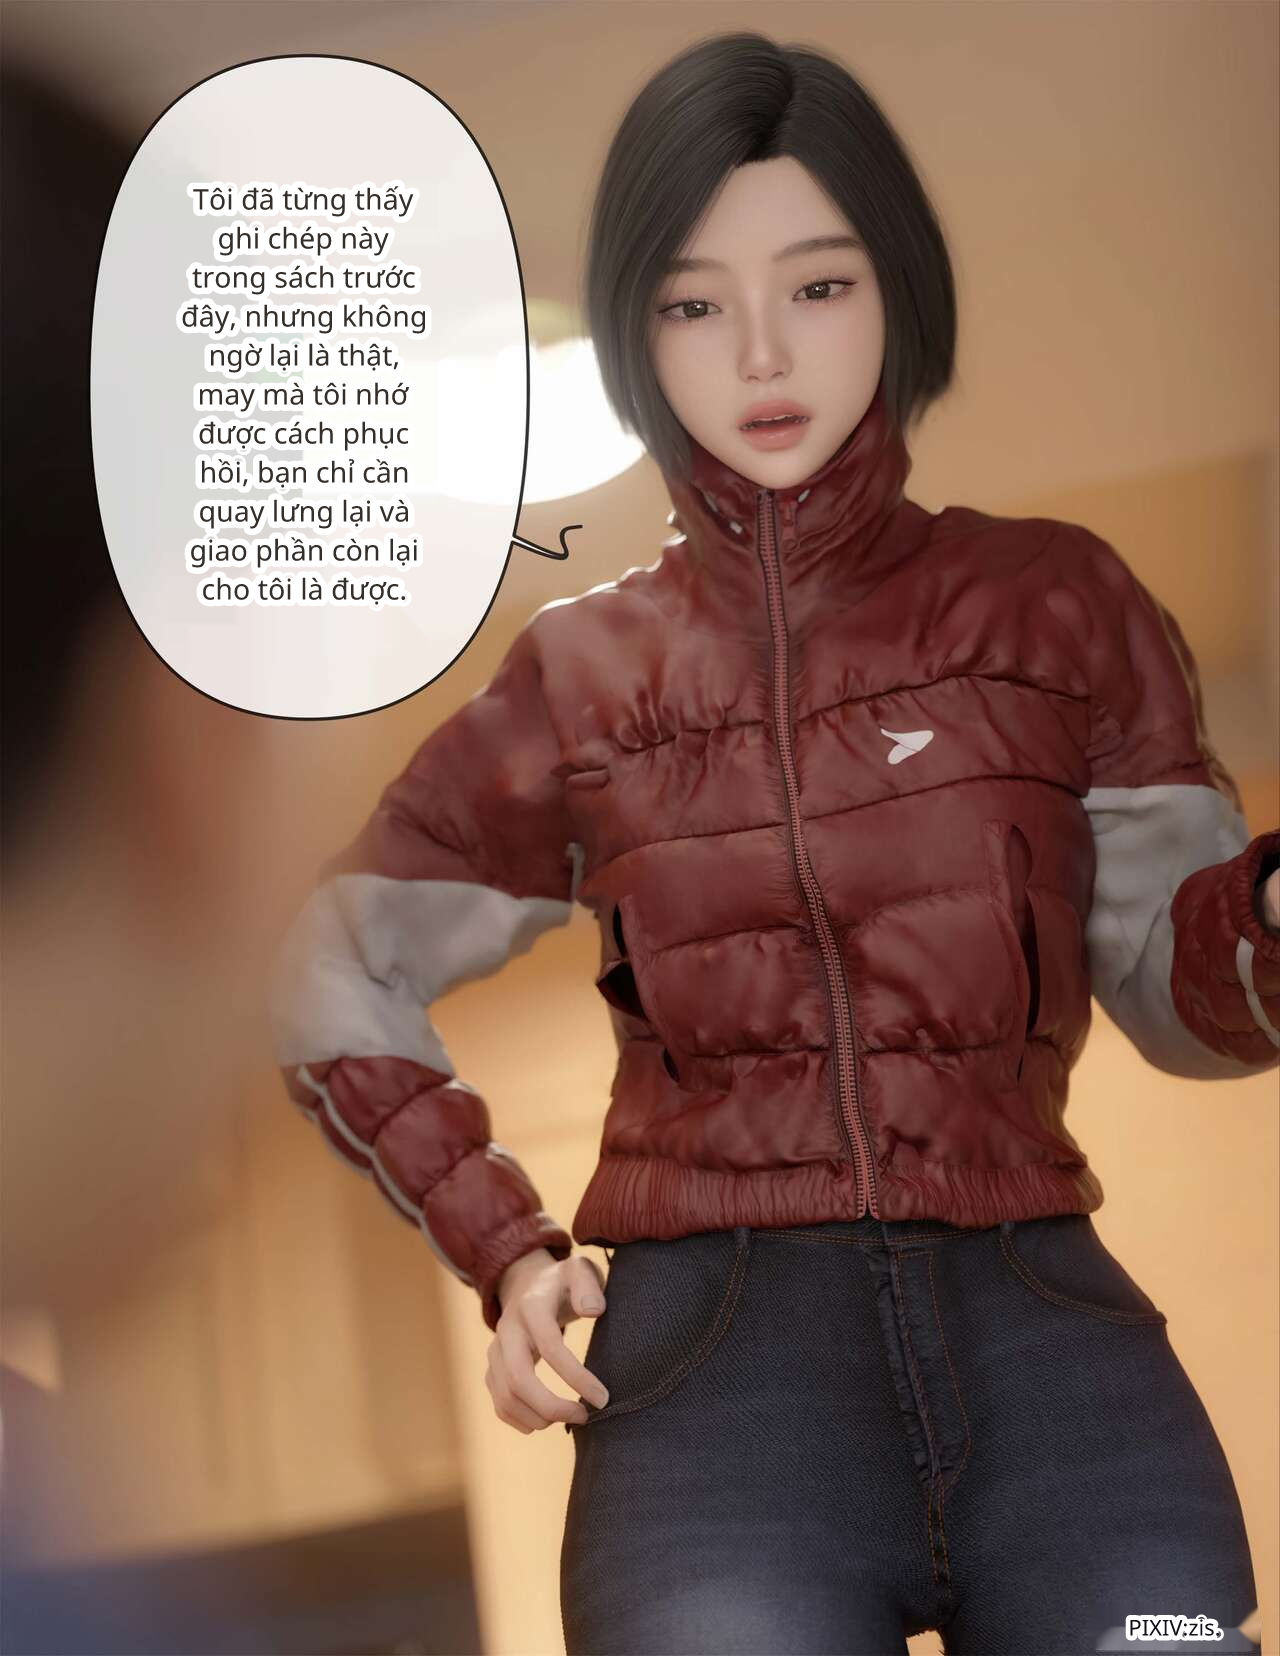 Tôi đã từng thấy
ghi chép này
trong sách trước
đây, nhưng không
ngờ lại là thật,
may mà tôi nhớ
được cách phục
hồi, bạn chỉ cần
quay lưng lại và
giao phần còn lại
cho tôi là được.
PIXIV:zis.